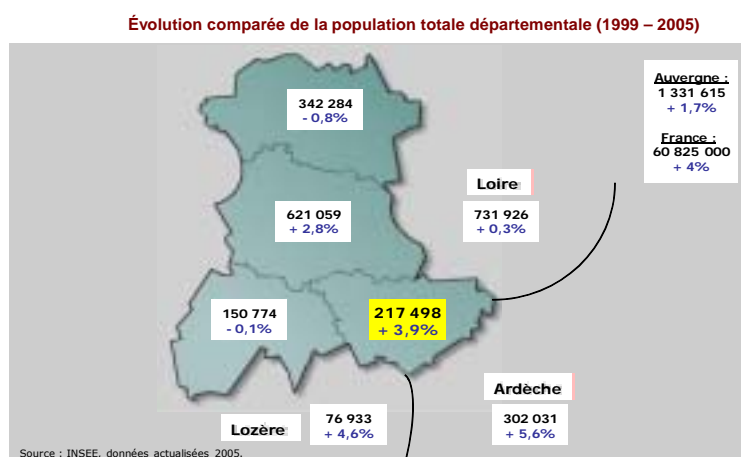 Évolution comparée de la population totale départementale (1999 – 2005)
Auvergne :
1 331 615
+ 1,7%
France :
60 825 000
+ 4%
342 284
- 0,8%
Loire
731 926
+ 0,3%
621 059
+ 2,8%
150 774
- 0,1%
217 498
+ 3,9%
Ardèche
302 031
+ 5,6%
Lozère
76 933
+ 4,6%
Source : INSEE, données actualisées 2005.